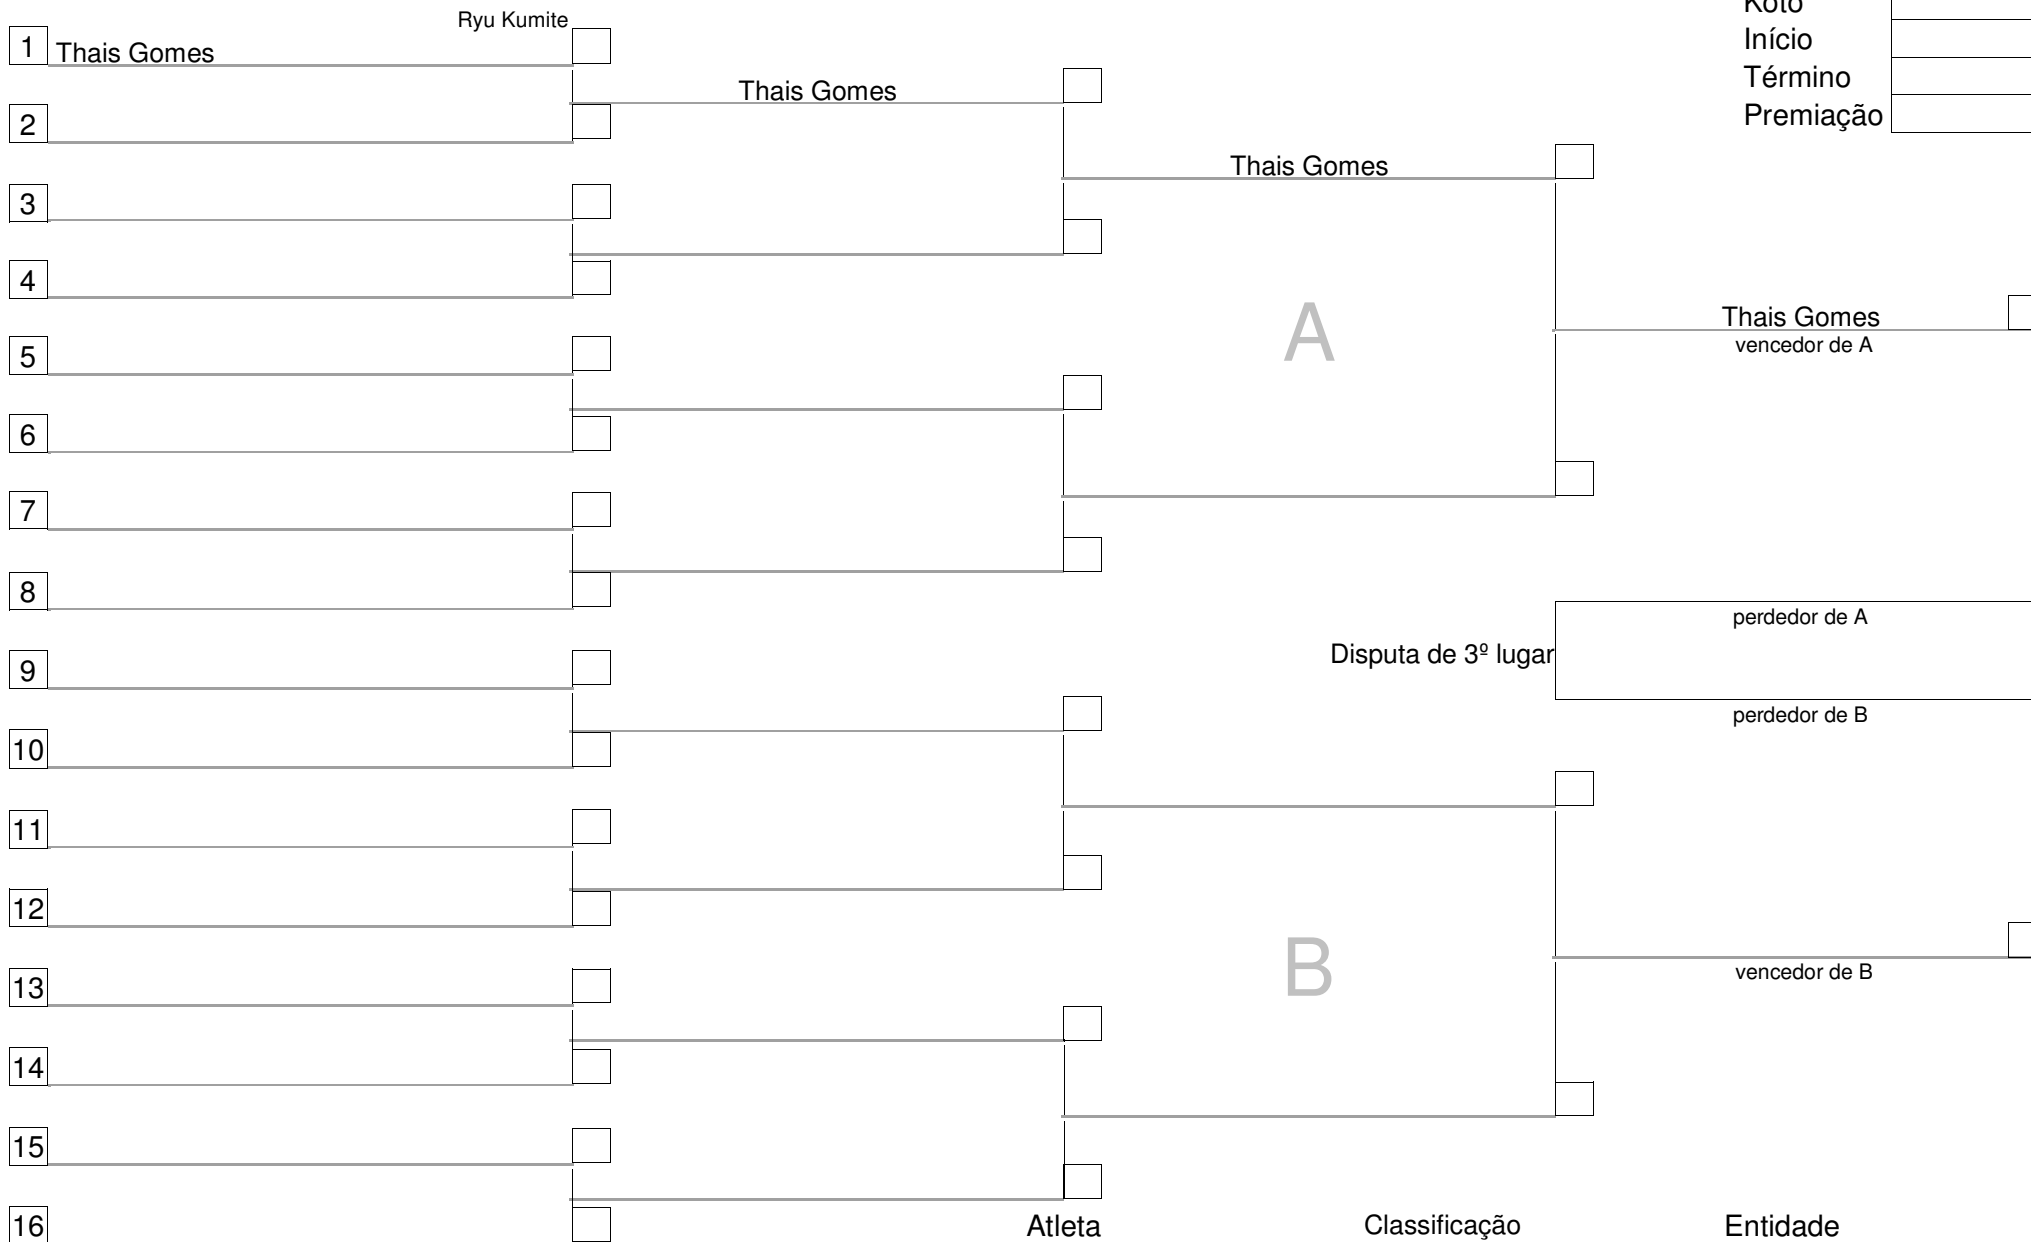 Koto
Ryu Kumite
Início
1 Thais Gomes
Término
Thais Gomes
Premiação
2
Thais Gomes
3
4
Thais Gomes
A
vencedor de A
5
6
7
8
perdedor de A
Disputa de 3º lugar
9
perdedor de B
10
11
12
B
vencedor de B
13
14
15
16 Atleta Classificação Entidade